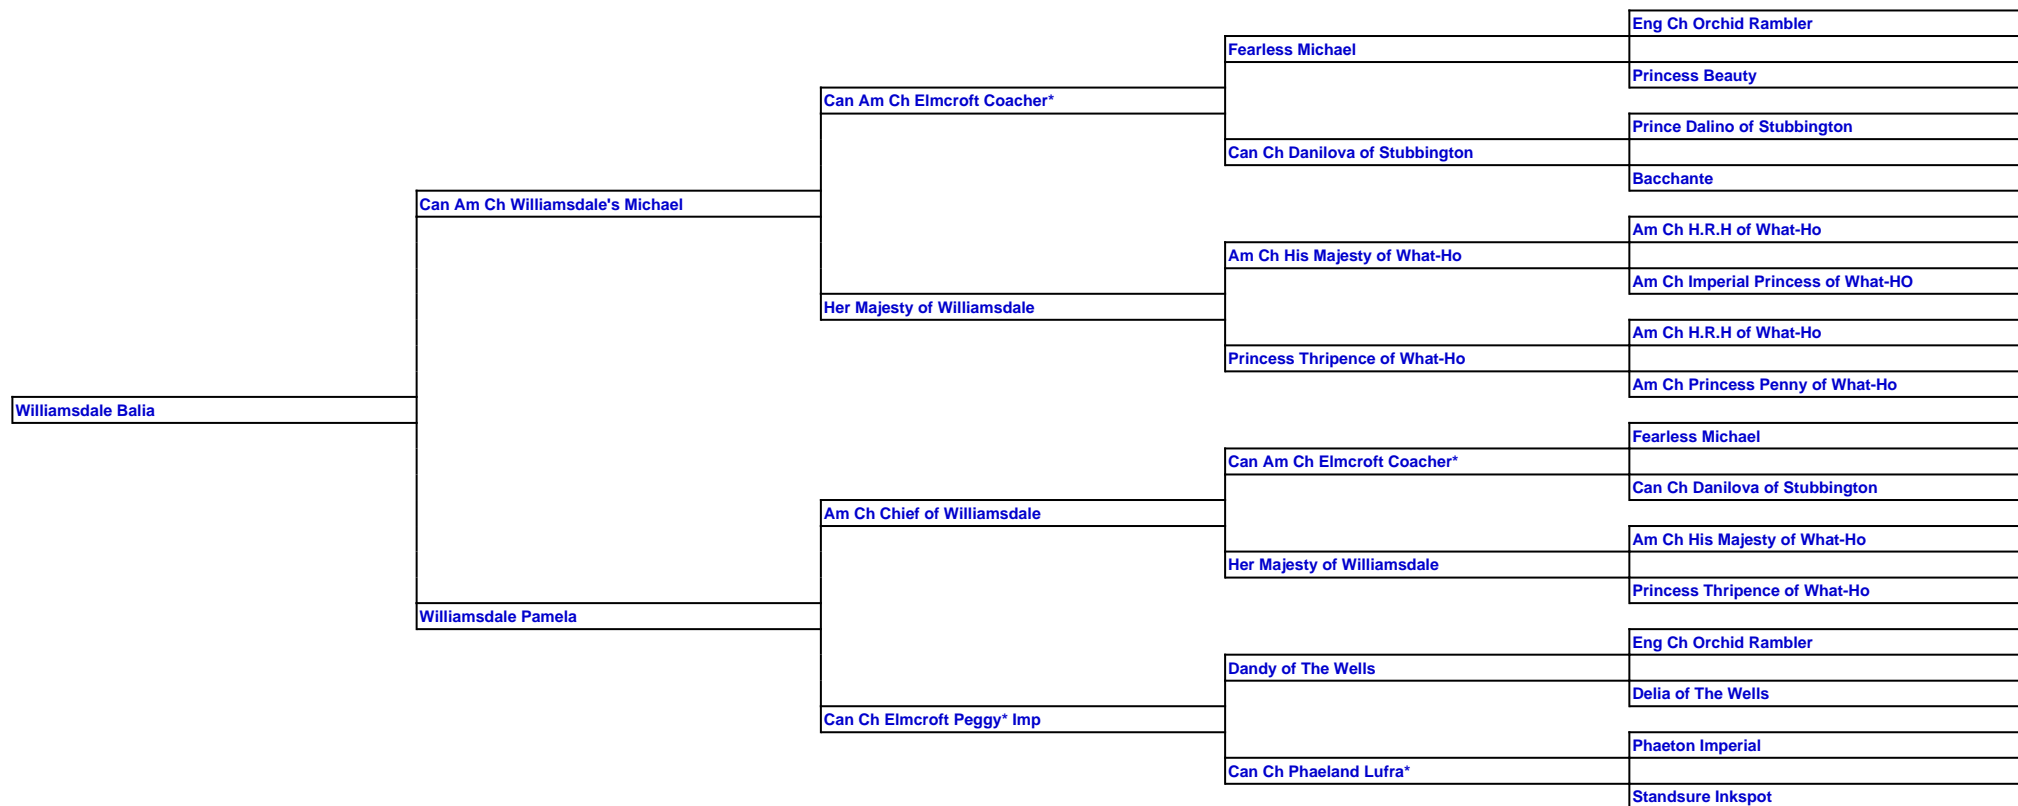 Eng Ch Orchid Rambler
Fearless Michael
Princess Beauty
Can Am Ch Elmcroft Coacher*
Prince Dalino of Stubbington
Can Ch Danilova of Stubbington
Bacchante
Can Am Ch Williamsdale's Michael
Am Ch H.R.H of What-Ho
Am Ch His Majesty of What-Ho
Am Ch Imperial Princess of What-HO
Her Majesty of Williamsdale
Am Ch H.R.H of What-Ho
Princess Thripence of What-Ho
Am Ch Princess Penny of What-Ho
Williamsdale Balia
Fearless Michael
Can Am Ch Elmcroft Coacher*
Can Ch Danilova of Stubbington
Am Ch Chief of Williamsdale
Am Ch His Majesty of What-Ho
Her Majesty of Williamsdale
Princess Thripence of What-Ho
Williamsdale Pamela
Eng Ch Orchid Rambler
Dandy of The Wells
Delia of The Wells
Can Ch Elmcroft Peggy* Imp
Phaeton Imperial
Can Ch Phaeland Lufra*
Standsure Inkspot